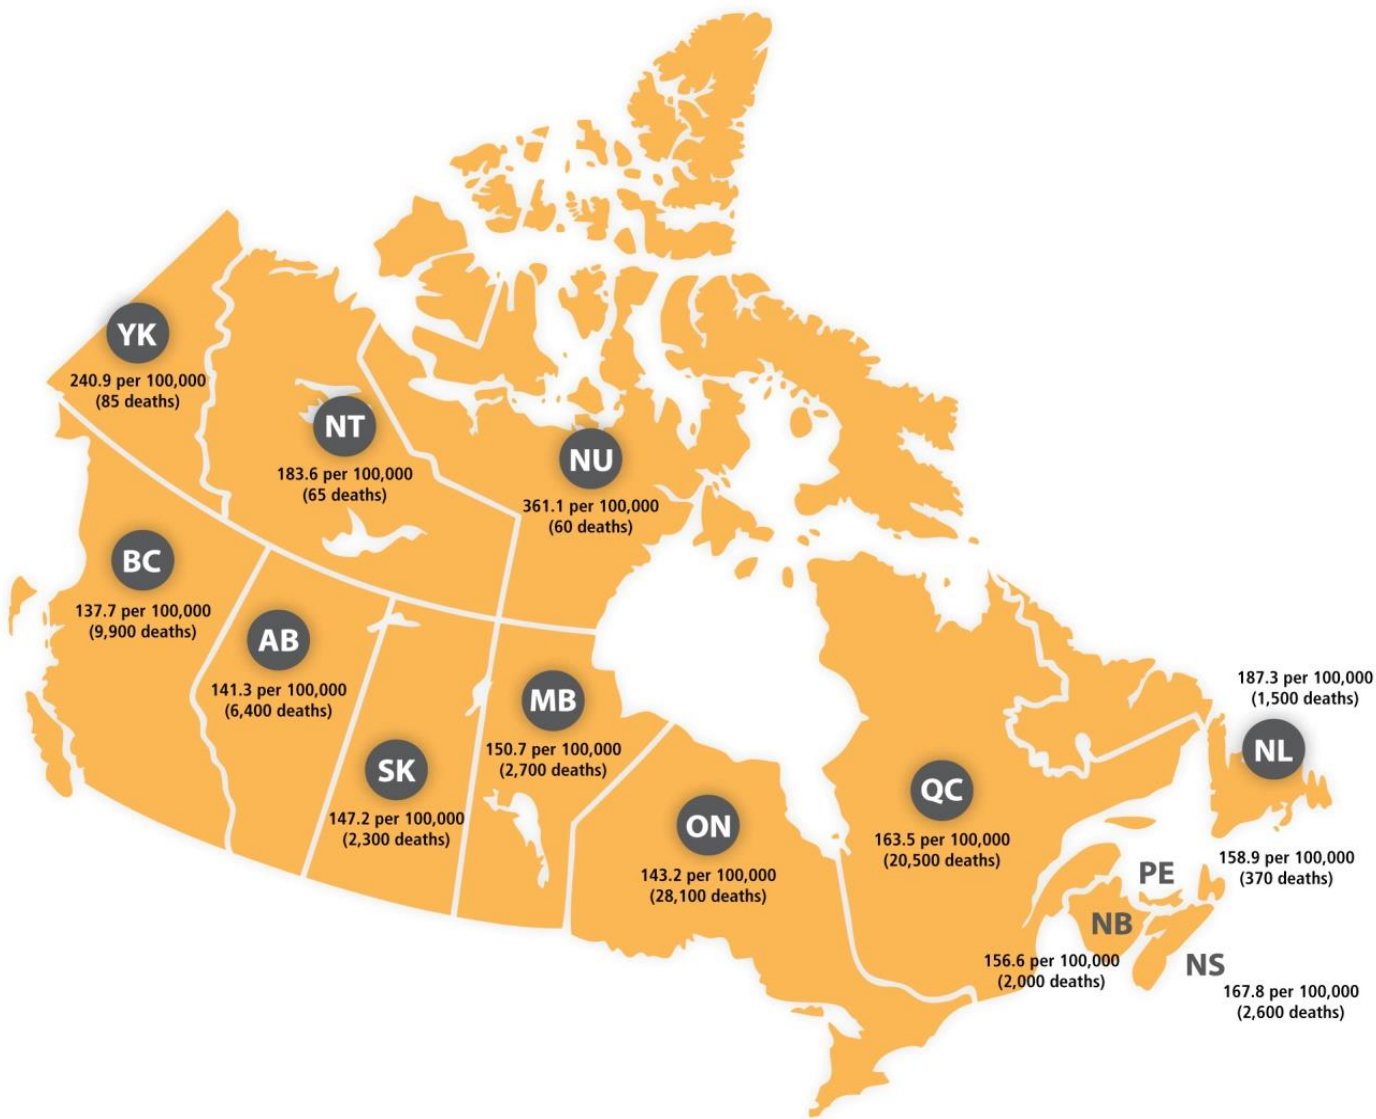 YK
240.9 per 100,000
(85 deaths)
NT
183.6 per 100,000
(65 deaths)
NU
361.1 per 100,000
(60 deaths)
BC
137.7 per 100,000
(9,900 deaths)
AB
141.3 per 100,000
(6,400 deaths)
SK
147.2 per 100,000
(2,300 deaths)
MB
150.7 per 100,000
(2,700 deaths)
ON
143.2 per 100,000
(28,100 deaths)
QC
163.5 per 100,000
(20,500 deaths)
187.3 per 100,000
(1,500 deaths)
NL
PE
158.9 per 100,000
(370 deaths)
NB
156.6 per 100,000
(2,000 deaths)
NS
167.8 per 100,000
(2,600 deaths)